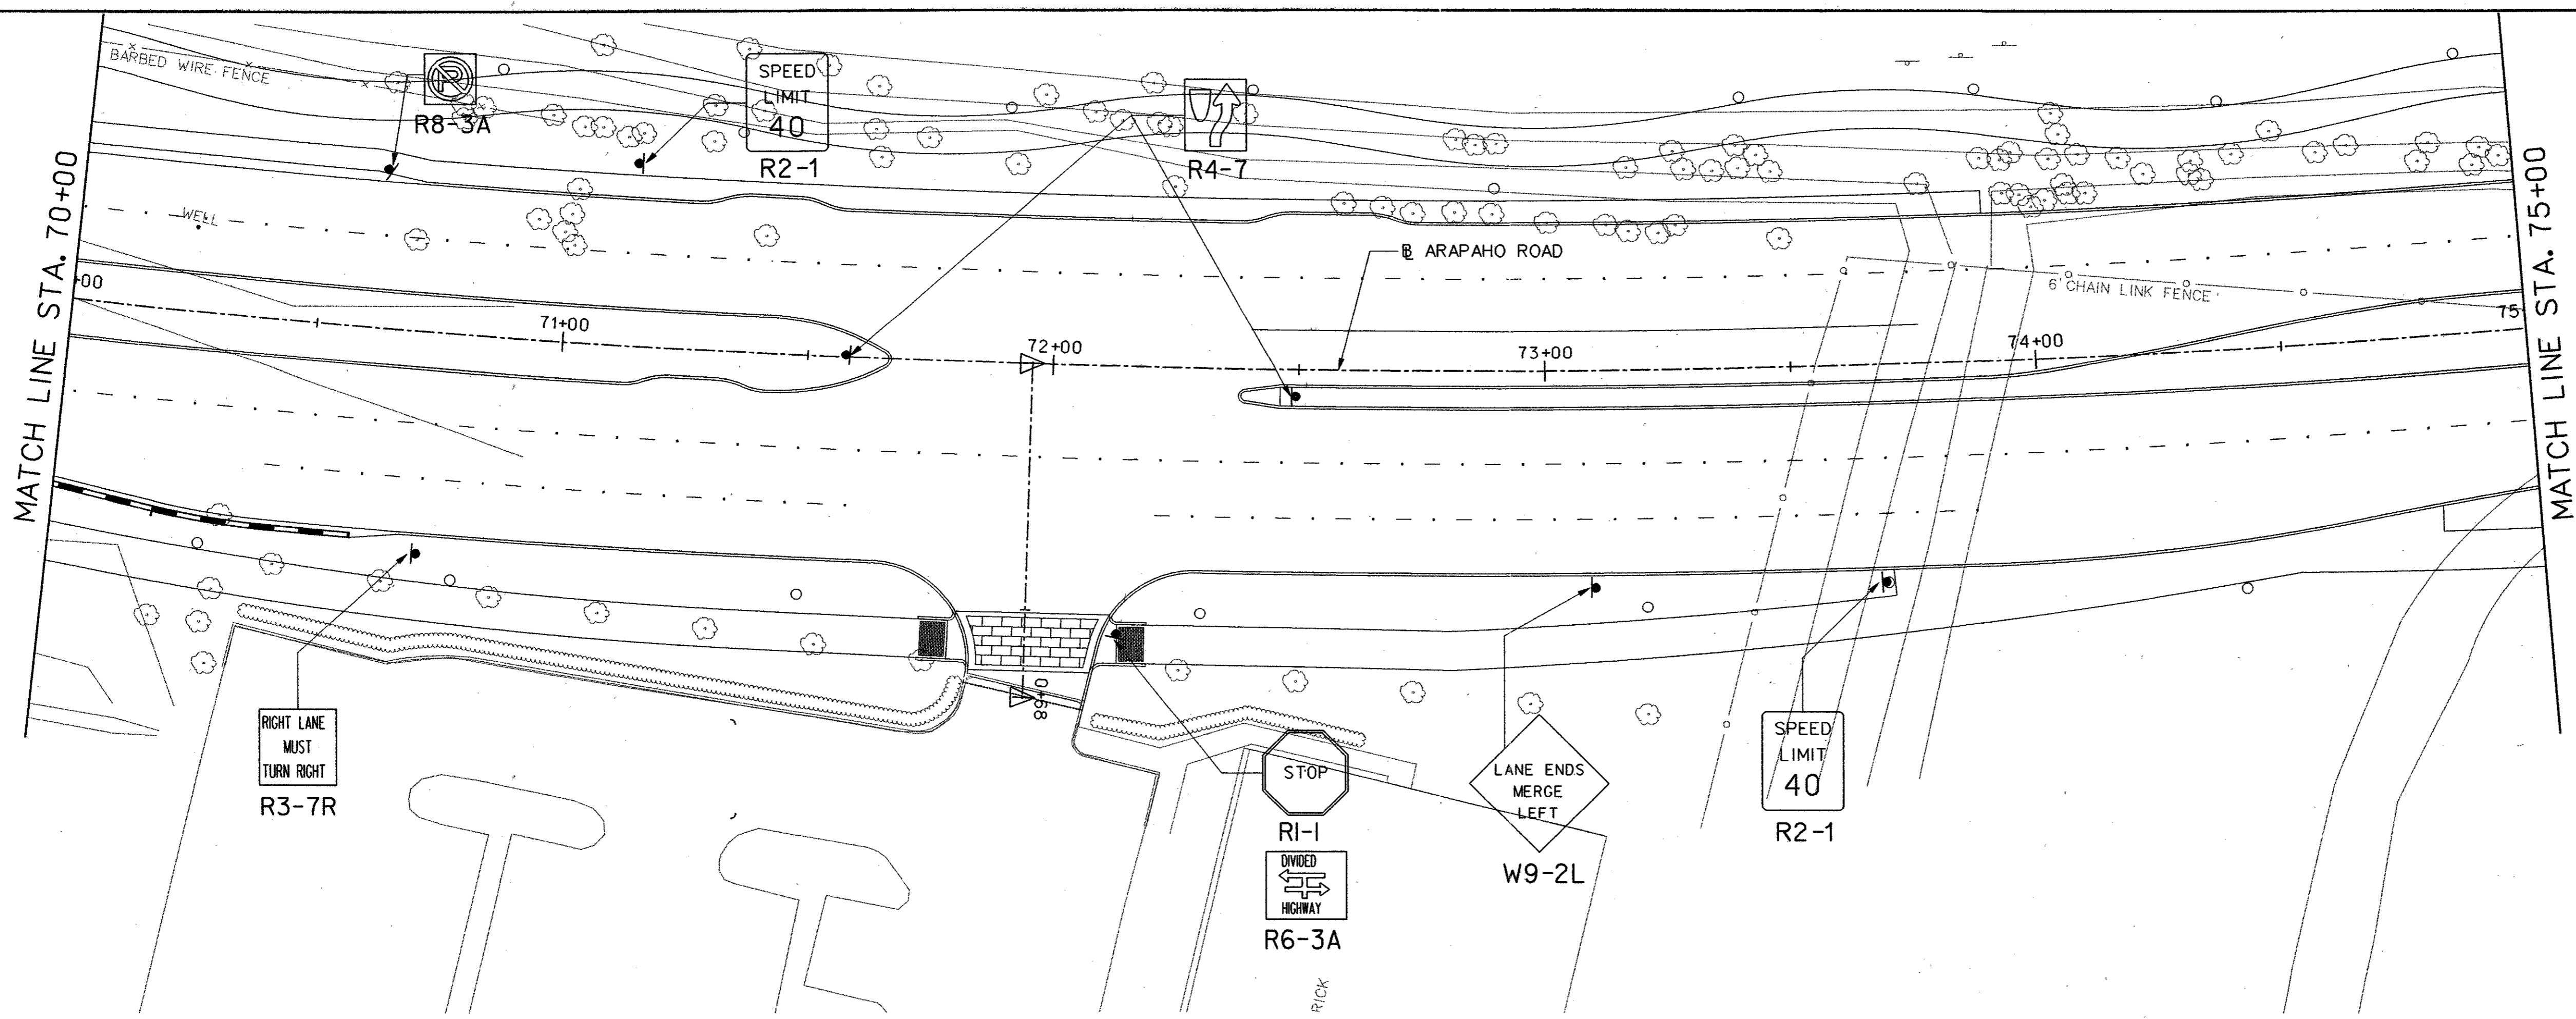 BARBED WIRE FENCE
R8-3A
SPEED
LIMIT
40
R2-1
R4-7
MATCH LINE STA. 70+00
MATCH LINE STA. 75+00
WELL
℄ ARAPAHO ROAD
6' CHAIN LINK FENCE
+00
71+00
72+00
73+00
74+00
75
0+68
RIGHT LANE
MUST
TURN RIGHT
R3-7R
STOP
R1-1
DIVIDED
HIGHWAY
R6-3A
LANE ENDS
MERGE
LEFT
W9-2L
SPEED
LIMIT
40
R2-1
RICK